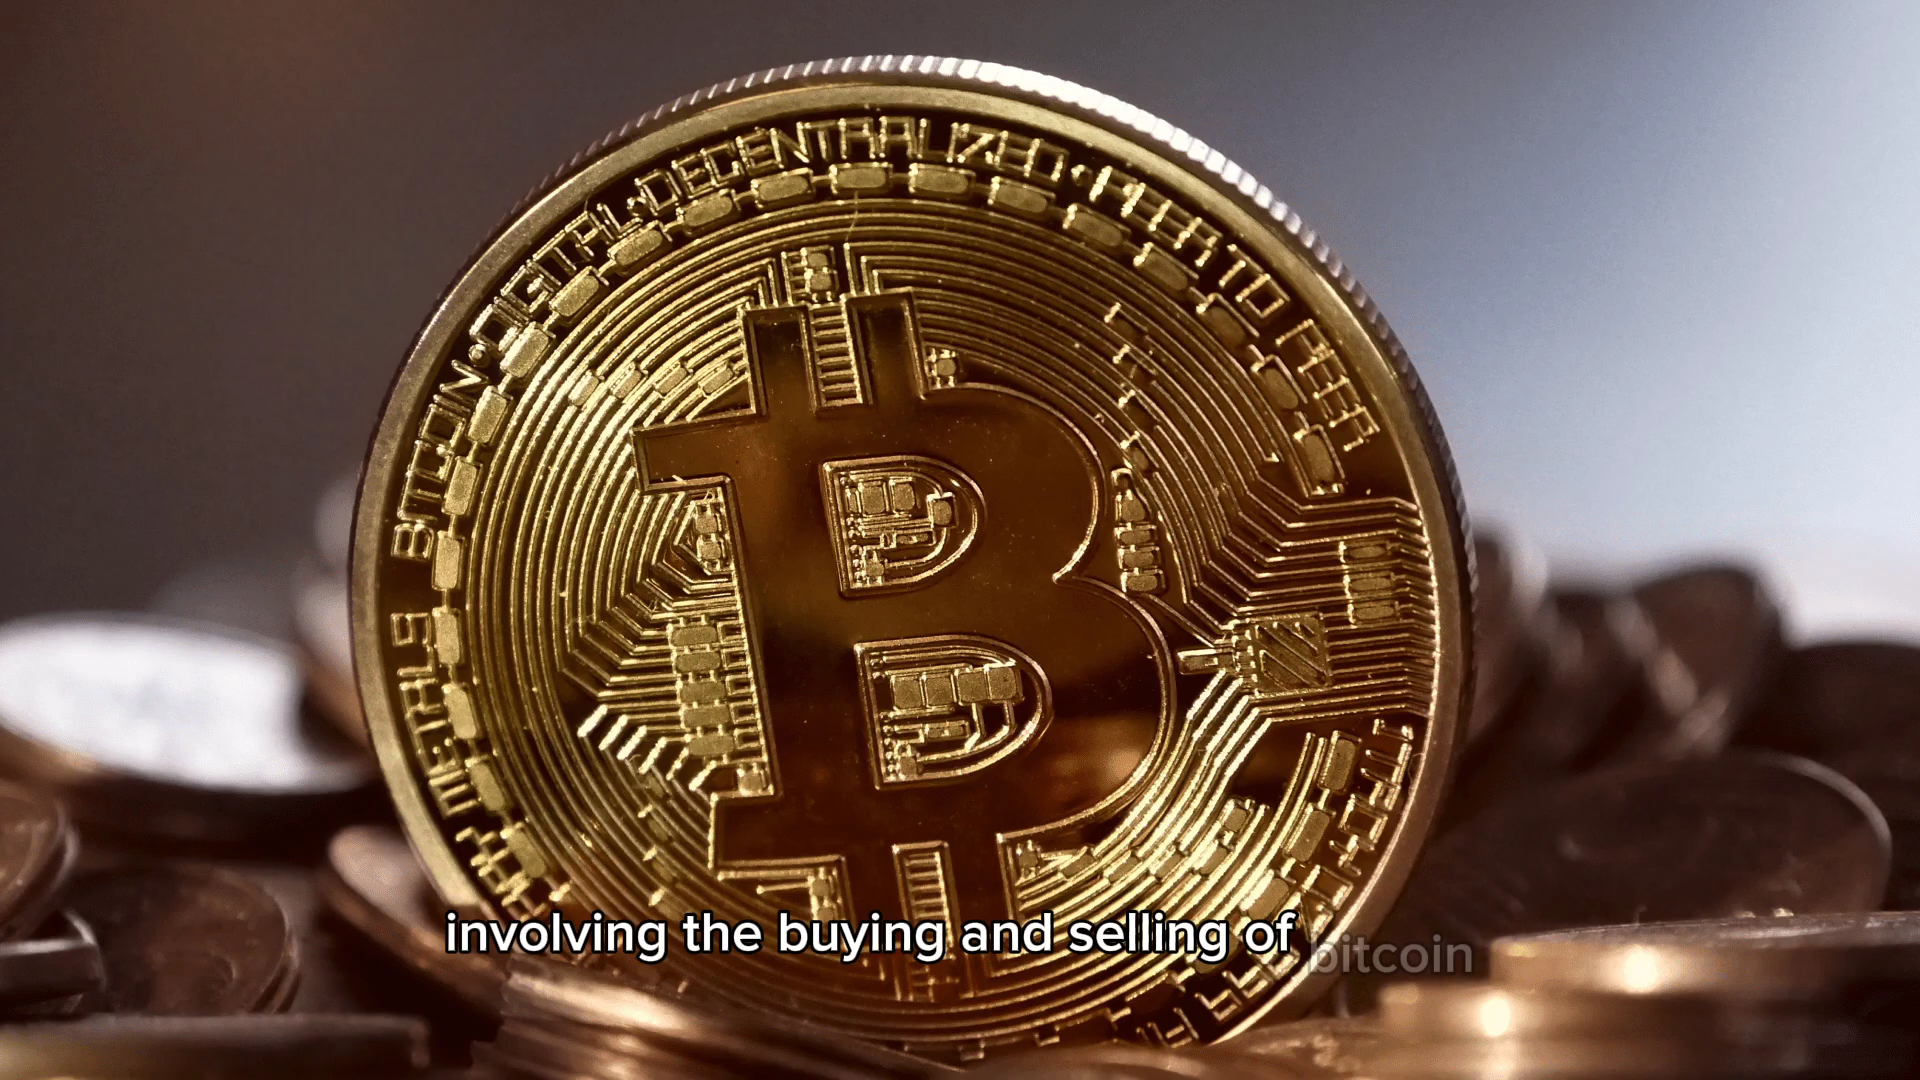 BITCOIN • DIGITAL • DECENTRALIZED • PEER TO PEER
involving the buying and selling of bitcoin